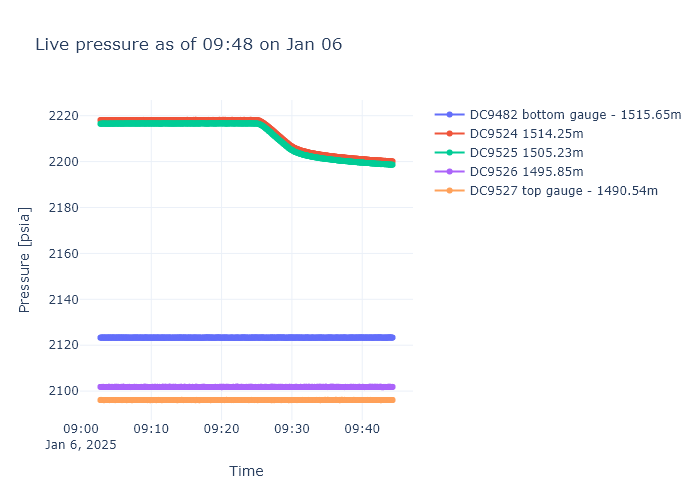 Live pressure as of 09:48 on Jan 06
DC9482 bottom gauge - 1515.65m
DC9524 1514.25m
DC9525 1505.23m
DC9526 1495.85m
DC9527 top gauge - 1490.54m
Pressure [psia]
2220
2200
2180
2160
2140
2120
2100
09:00 09:10 09:20 09:30 09:40
Jan 6, 2025
Time